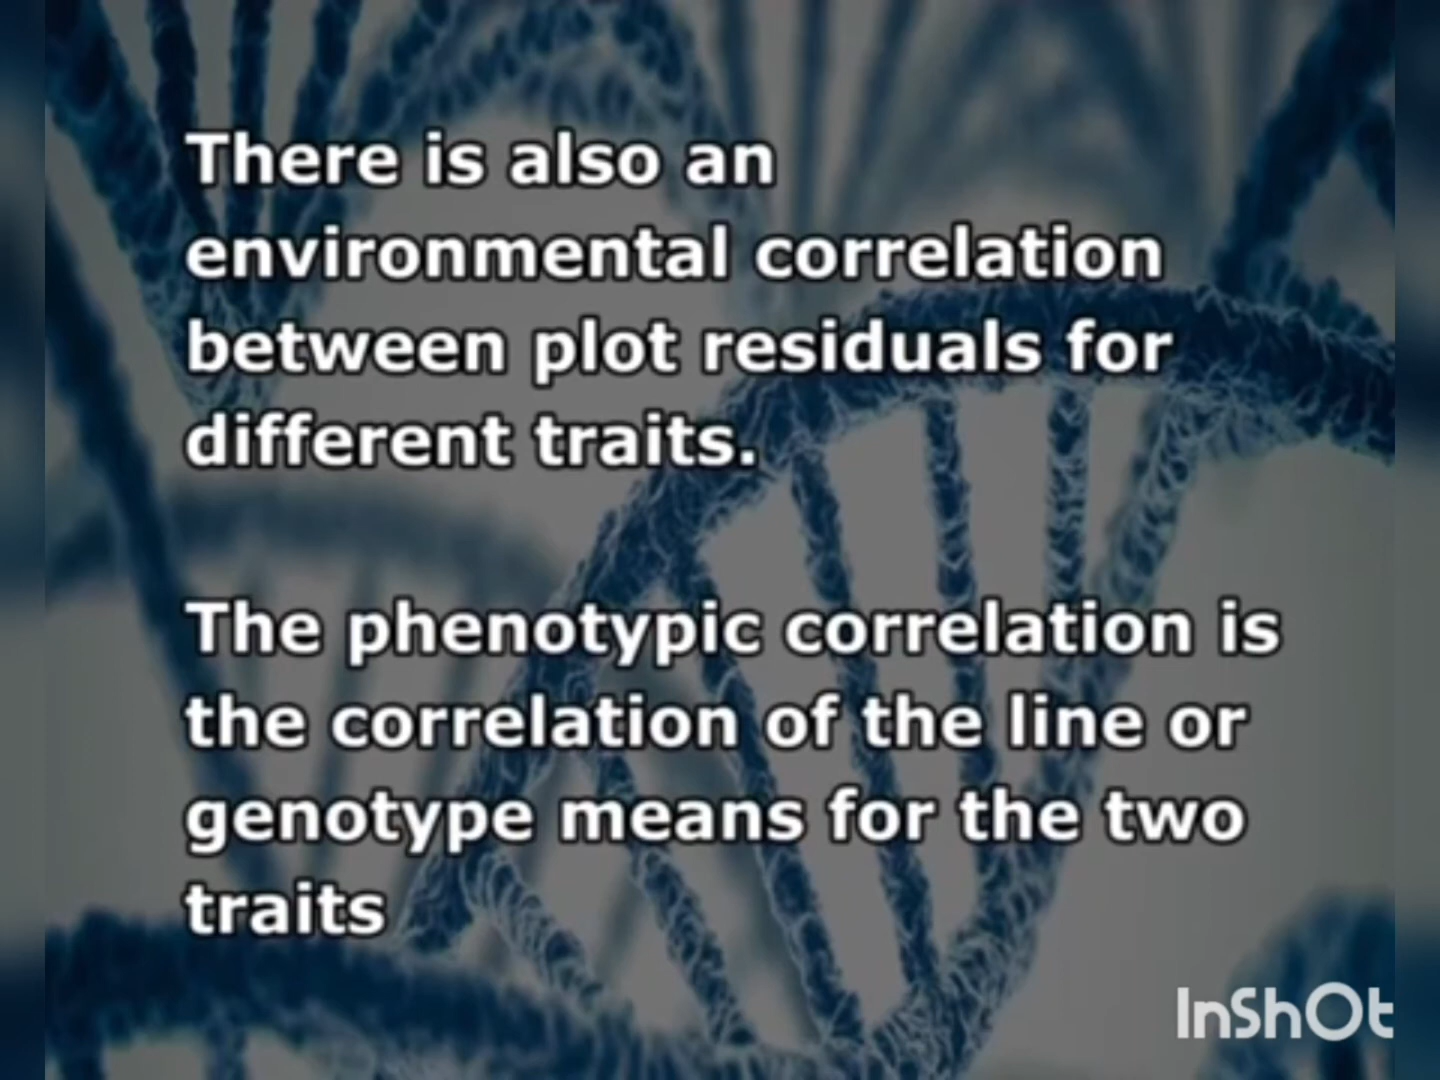 There is also an
environmental correlation
between plot residuals for
different traits.
The phenotypic correlation is
the correlation of the line or
genotype means for the two
traits
InShOt